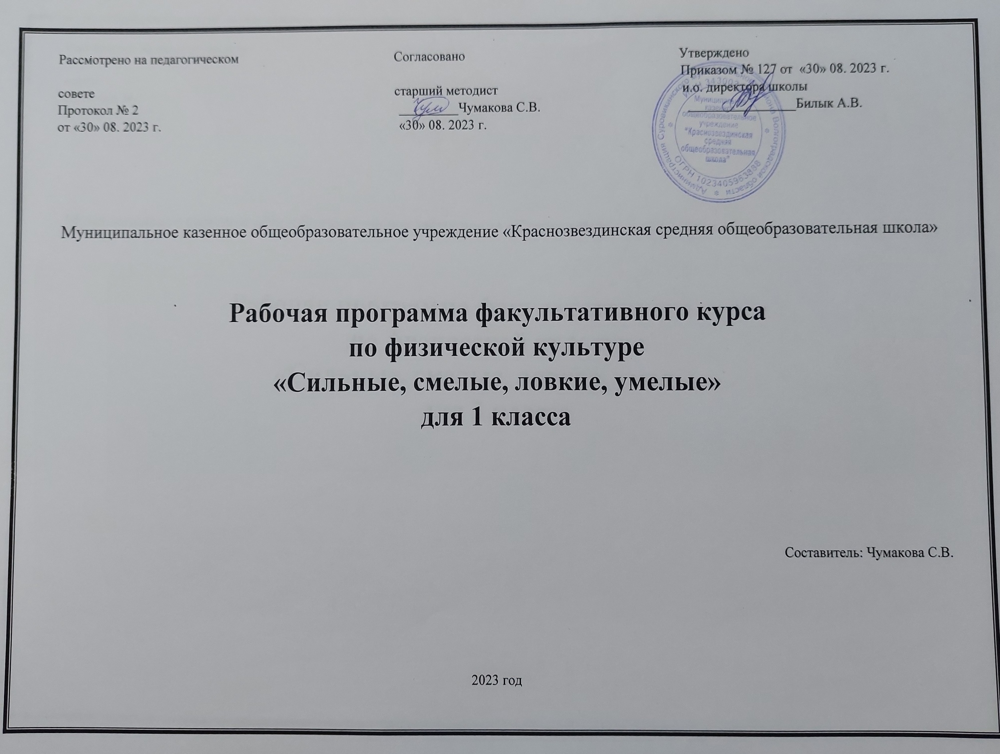 Рассмотрено на педагогическом
совете
Протокол № 2
от «30» 08. 2023 г.
Согласовано
старший методист
Чумакова С.В.
«30» 08. 2023 г.
Утверждено
Приказом № 127 от «30» 08. 2023 г.
и.о. директора школы
Билык А.В.
Администрация Суровикинского
Волгоградской области
Муниципальное
казенное
общеобразовательное
учреждение
"Краснозвездинская
средняя
общеобразовательная
школа"
ОГРН 1023405963888
Муниципальное казенное общеобразовательное учреждение «Краснозвездинская средняя общеобразовательная школа»
Рабочая программа факультативного курса
по физической культуре
«Сильные, смелые, ловкие, умелые»
для 1 класса
Составитель: Чумакова С.В.
2023 год